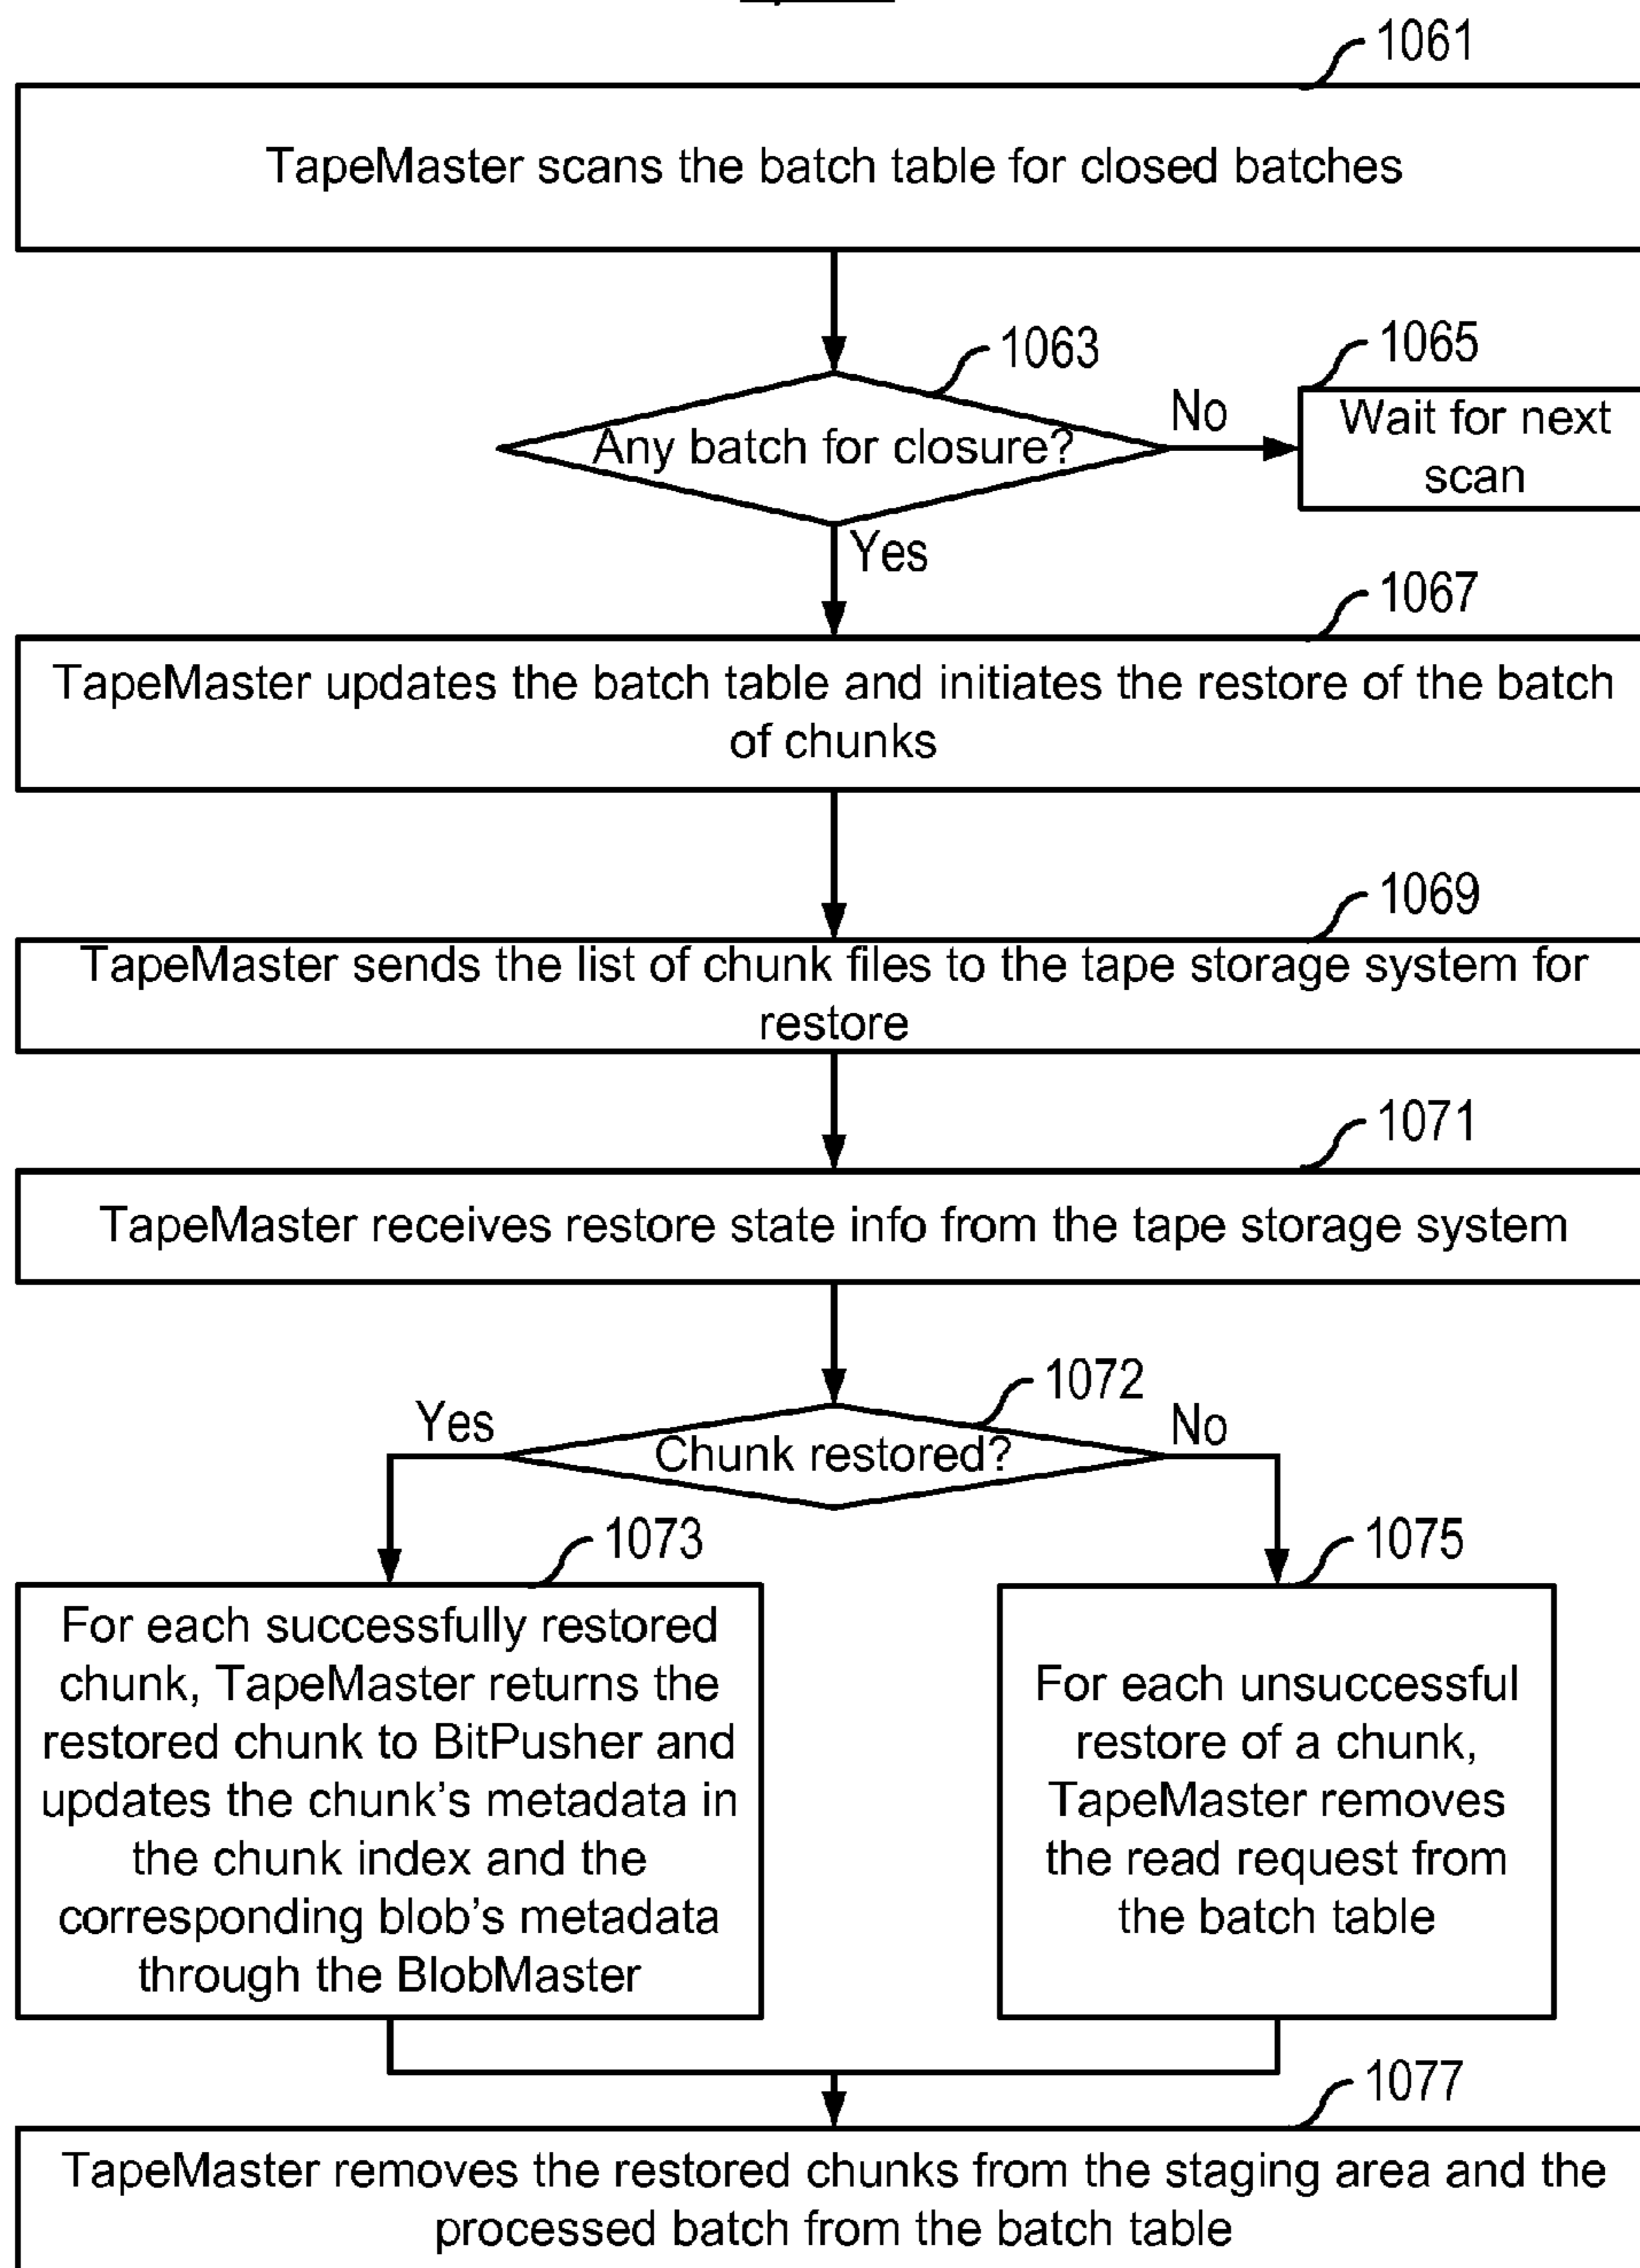 1061
TapeMaster scans the batch table for closed batches
1063
1065
Any batch for closure?
No
Wait for next
scan
Yes
1067
TapeMaster updates the batch table and initiates the restore of the batch
of chunks
1069
TapeMaster sends the list of chunk files to the tape storage system for
restore
1071
TapeMaster receives restore state info from the tape storage system
1072
Yes
Chunk restored?
No
1073
For each successfully restored
chunk, TapeMaster returns the
restored chunk to BitPusher and
updates the chunk’s metadata in
the chunk index and the
corresponding blob’s metadata
through the BlobMaster
1075
For each unsuccessful
restore of a chunk,
TapeMaster removes
the read request from
the batch table
1077
TapeMaster removes the restored chunks from the staging area and the
processed batch from the batch table